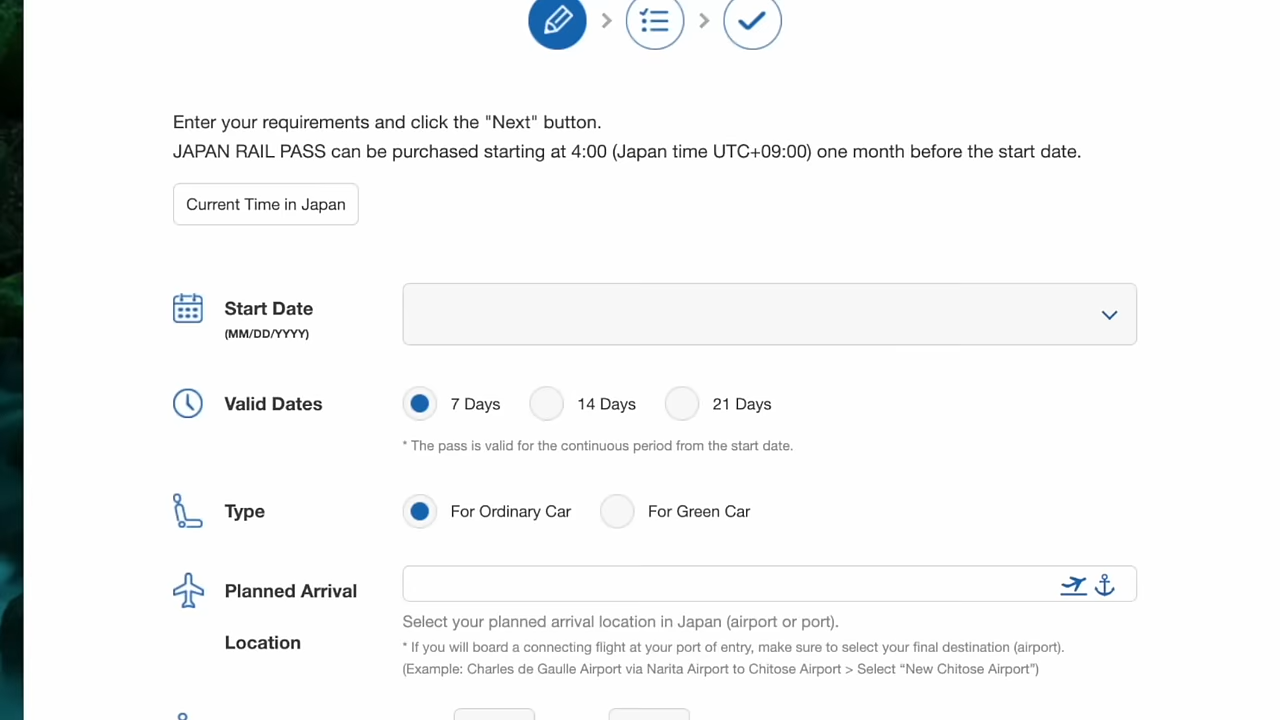 Enter your requirements and click the "Next" button.
JAPAN RAIL PASS can be purchased starting at 4:00 (Japan time UTC+09:00) one month before the start date.
Current Time in Japan
Start Date
(MM/DD/YYYY)
Valid Dates
7 Days
14 Days
21 Days
* The pass is valid for the continuous period from the start date.
Type
For Ordinary Car
For Green Car
Planned Arrival
Location
Select your planned arrival location in Japan (airport or port).
* If you will board a connecting flight at your port of entry, make sure to select your final destination (airport).
(Example: Charles de Gaulle Airport via Narita Airport to Chitose Airport > Select “New Chitose Airport”)